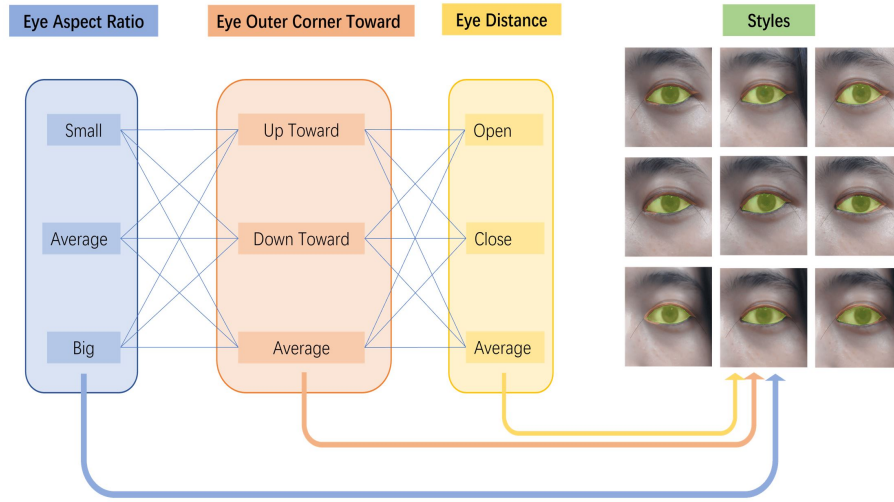 Eye Aspect Ratio
Eye Outer Corner Toward
Eye Distance
Styles
Small
Up Toward
Open
Average
Down Toward
Close
Big
Average
Average